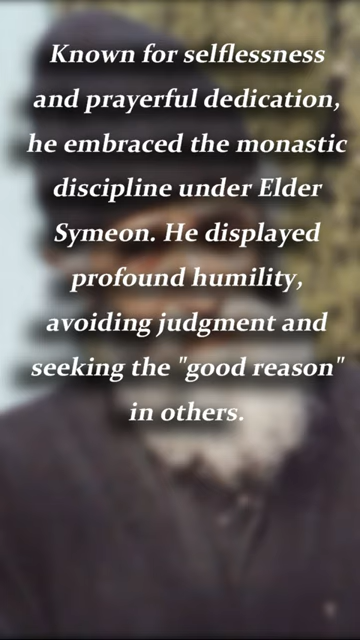 Known for selflessness
and prayerful dedication,
he embraced the monastic
discipline under Elder
Symeon. He displayed
profound humility,
avoiding judgment and
seeking the "good reason"
in others.